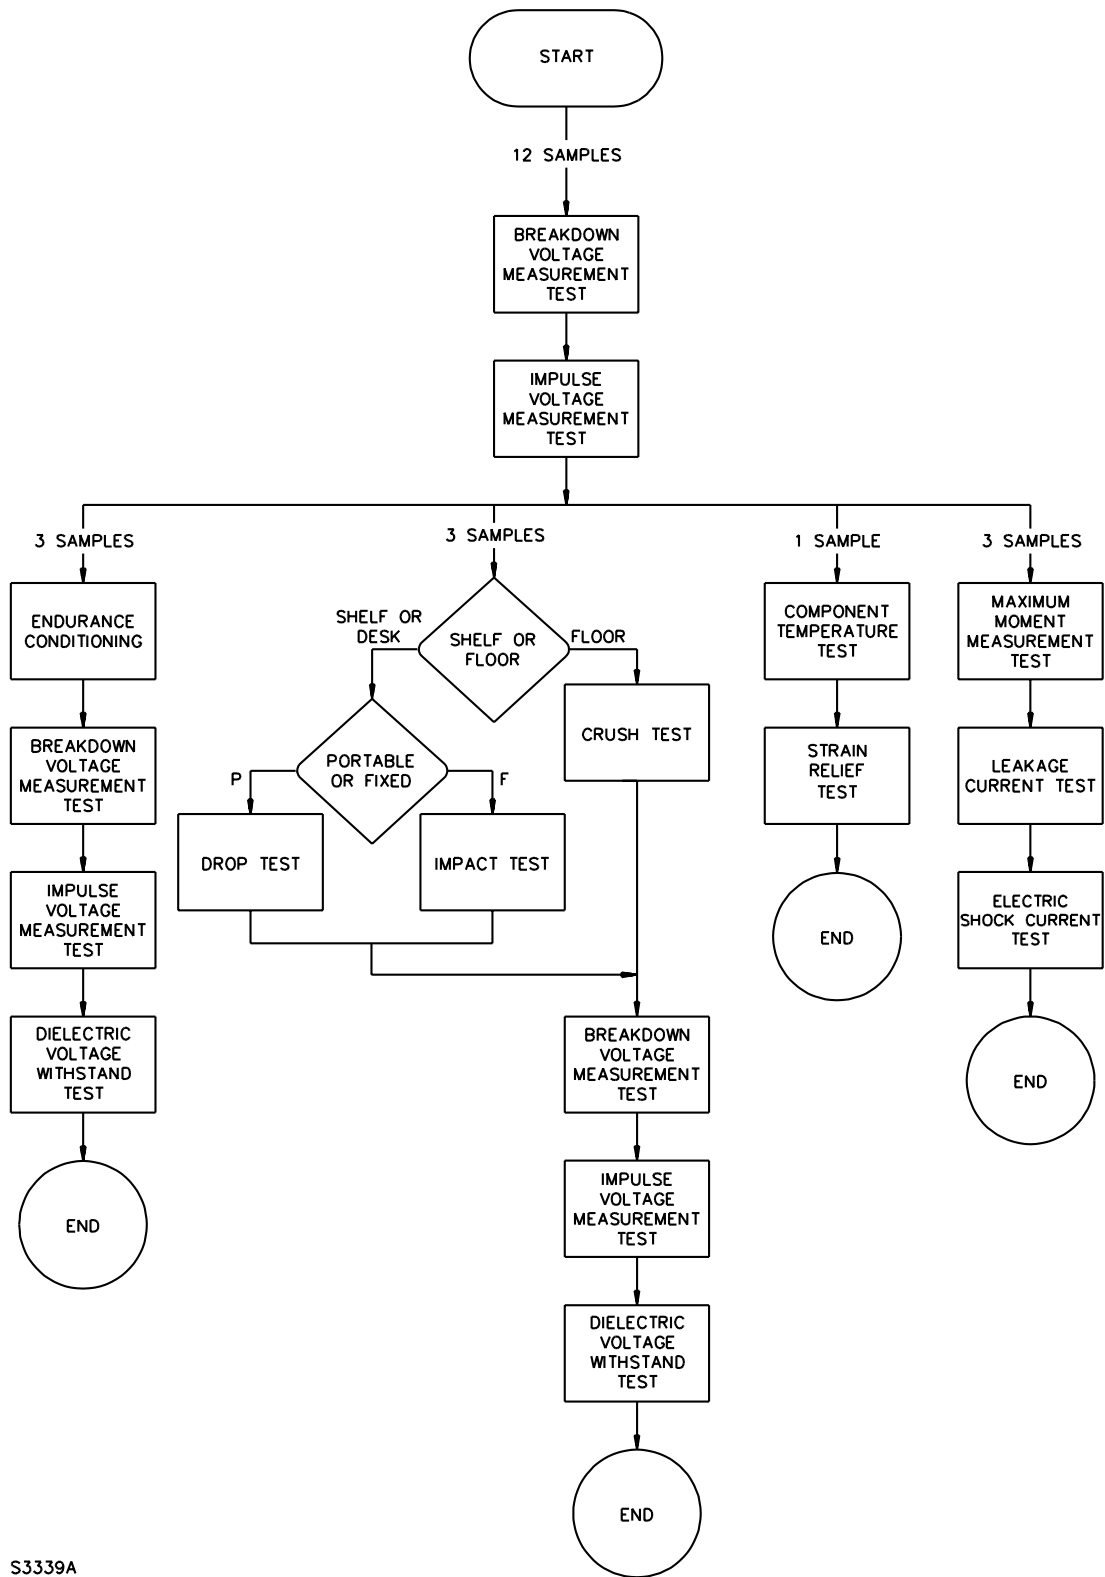 START
12 SAMPLES
BREAKDOWN
VOLTAGE
MEASUREMENT
TEST
IMPULSE
VOLTAGE
MEASUREMENT
TEST
3 SAMPLES
ENDURANCE
CONDITIONING
BREAKDOWN
VOLTAGE
MEASUREMENT
TEST
IMPULSE
VOLTAGE
MEASUREMENT
TEST
DIELECTRIC
VOLTAGE
WITHSTAND
TEST
END
3 SAMPLES
SHELF OR
FLOOR
SHELF OR
DESK
FLOOR
PORTABLE
OR FIXED
P
F
DROP TEST
IMPACT TEST
CRUSH TEST
BREAKDOWN
VOLTAGE
MEASUREMENT
TEST
IMPULSE
VOLTAGE
MEASUREMENT
TEST
DIELECTRIC
VOLTAGE
WITHSTAND
TEST
END
1 SAMPLE
COMPONENT
TEMPERATURE
TEST
STRAIN
RELIEF
TEST
END
3 SAMPLES
MAXIMUM
MOMENT
MEASUREMENT
TEST
LEAKAGE
CURRENT TEST
ELECTRIC
SHOCK CURRENT
TEST
END
S3339A